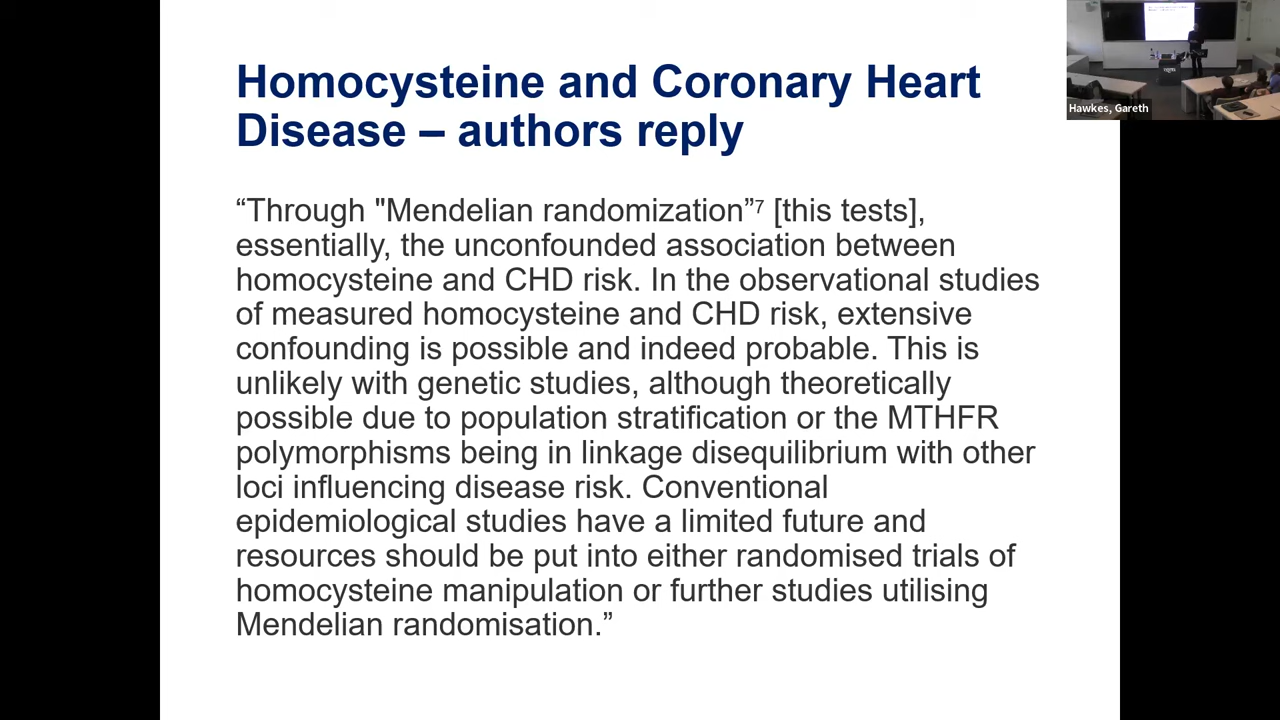 Homocysteine and Coronary Heart
Disease – authors reply
“Through "Mendelian randomization”⁷ [this tests],
essentially, the unconfounded association between
homocysteine and CHD risk. In the observational studies
of measured homocysteine and CHD risk, extensive
confounding is possible and indeed probable. This is
unlikely with genetic studies, although theoretically
possible due to population stratification or the MTHFR
polymorphisms being in linkage disequilibrium with other
loci influencing disease risk. Conventional
epidemiological studies have a limited future and
resources should be put into either randomised trials of
homocysteine manipulation or further studies utilising
Mendelian randomisation.”
Hawkes, Gareth